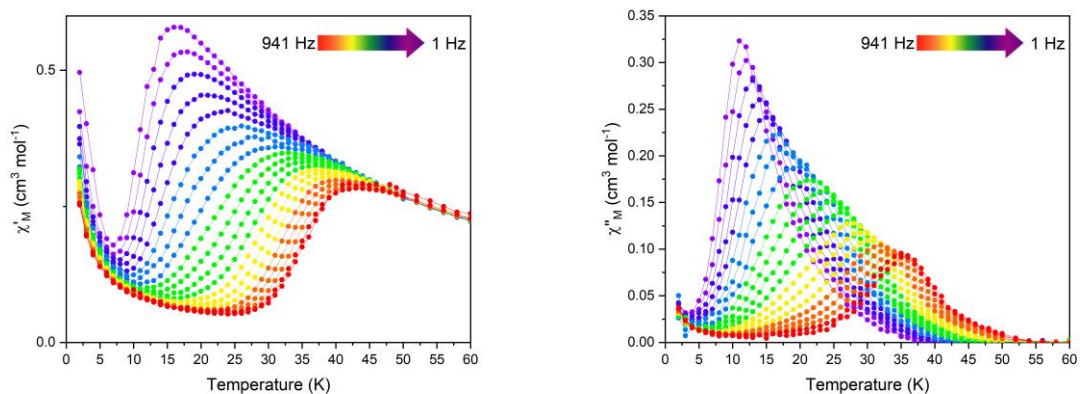 941 Hz 1 Hz
0.5
0.0
χ'M (cm³ mol⁻¹)
0 5 10 15 20 25 30 35 40 45 50 55 60
Temperature (K)
941 Hz 1 Hz
0.35
0.30
0.25
0.20
0.15
0.10
0.05
0.00
χ"M (cm³ mol⁻¹)
0 5 10 15 20 25 30 35 40 45 50 55 60
Temperature (K)